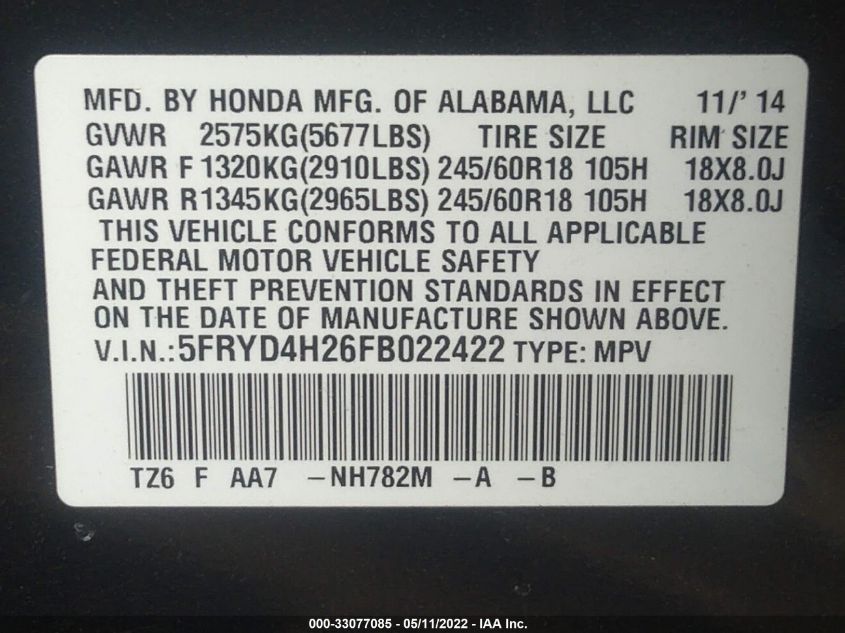 MFD. BY HONDA MFG. OF ALABAMA, LLC 11/' 14
GVWR 2575KG(5677LBS) TIRE SIZE RIM SIZE
GAWR F 1320KG(2910LBS) 245/60R18 105H 18X8.0J
GAWR R1345KG(2965LBS) 245/60R18 105H 18X8.0J
THIS VEHICLE CONFORMS TO ALL APPLICABLE
FEDERAL MOTOR VEHICLE SAFETY
AND THEFT PREVENTION STANDARDS IN EFFECT
ON THE DATE OF MANUFACTURE SHOWN ABOVE.
V.I.N.:5FRYD4H26FB022422 TYPE: MPV
TZ6 F AA7 -NH782M -A -B
000-33077085 - 05/11/2022 - IAA Inc.